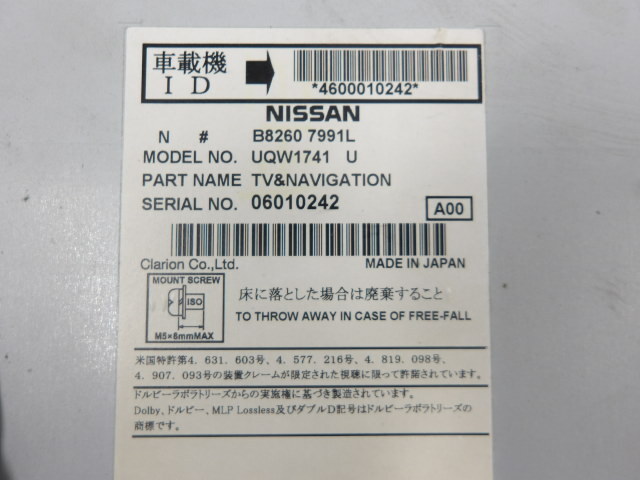 車載機
ID
*4600010242*
NISSAN
N # B8260 7991L
MODEL NO. UQW1741 U
PART NAME TV&NAVIGATION
SERIAL NO. 06010242
A00
Clarion Co.,Ltd. MADE IN JAPAN
MOUNT SCREW
ISO
M5×6mmMAX
床に落とした場合は廃棄すること
TO THROW AWAY IN CASE OF FREE-FALL
米国特許第4.631.603号、4.577.216号、4.819.098号、
4.907.093号の装置クレームが限定された視聴に限って許諾されています。
ドルビーラボラトリーズからの実施権に基づき製造されています。
Dolby、ドルビー、MLP Lossless及びダブルD記号はドルビーラボラトリーズの
商標です。